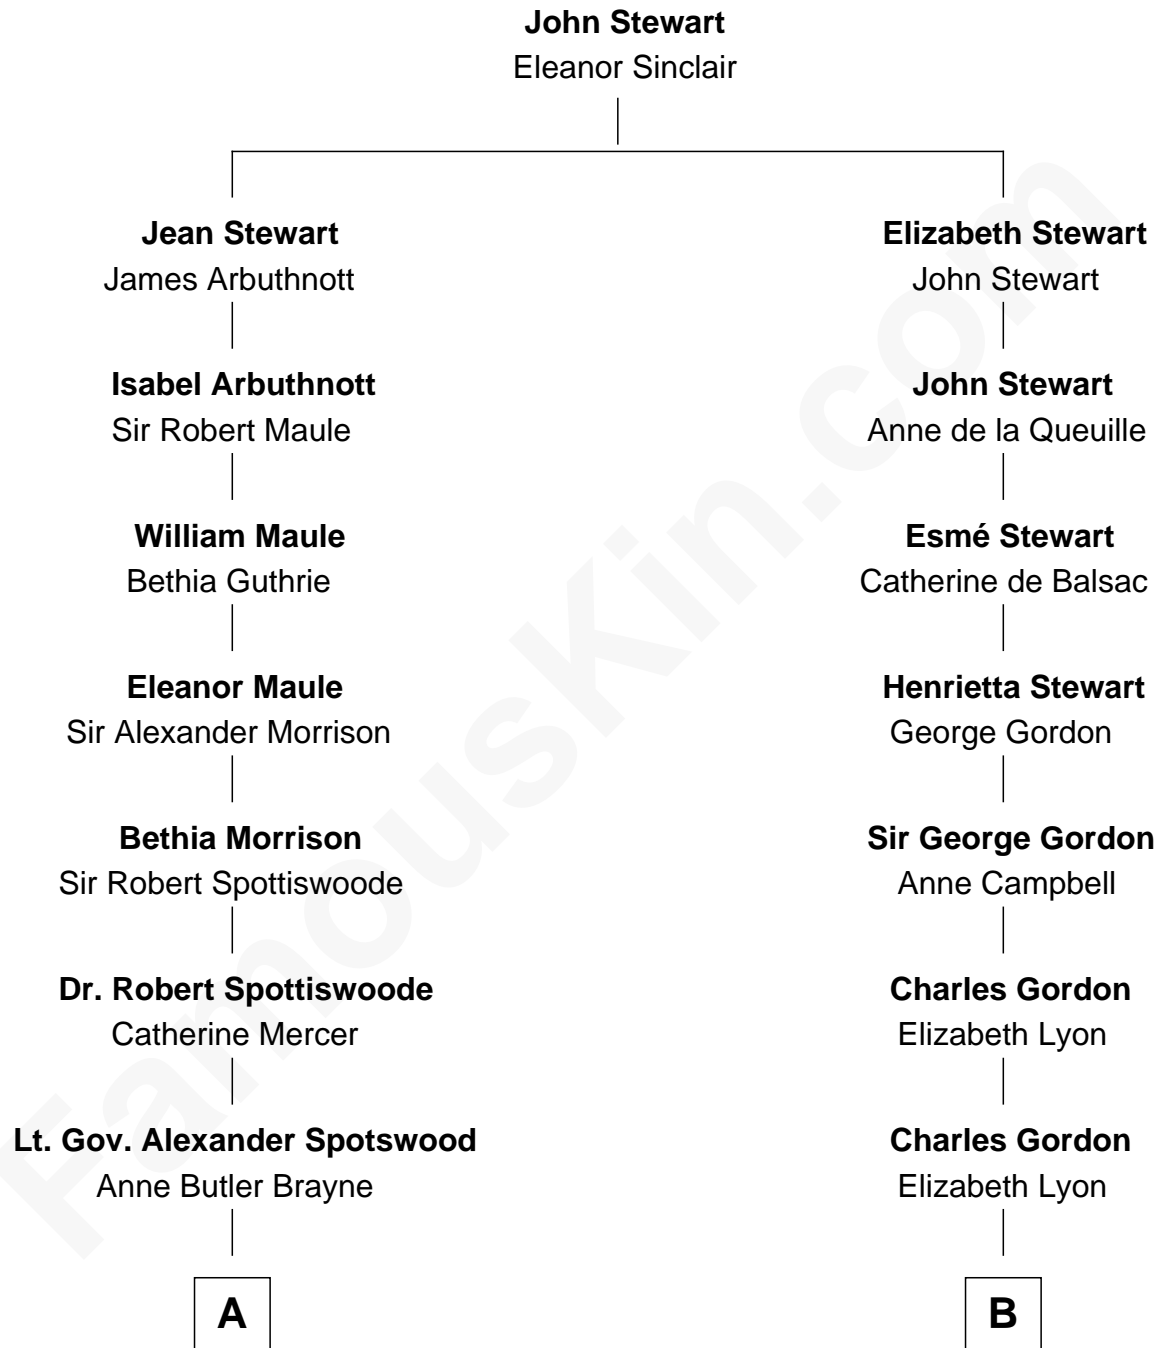 John Stewart
Eleanor Sinclair
Jean Stewart
James Arbuthnott
Elizabeth Stewart
John Stewart
Isabel Arbuthnott
Sir Robert Maule
John Stewart
Anne de la Queuille
William Maule
Bethia Guthrie
Esmé Stewart
Catherine de Balsac
Eleanor Maule
Sir Alexander Morrison
Henrietta Stewart
George Gordon
Bethia Morrison
Sir Robert Spottiswoode
Sir George Gordon
Anne Campbell
Dr. Robert Spottiswoode
Catherine Mercer
Charles Gordon
Elizabeth Lyon
Lt. Gov. Alexander Spotswood
Anne Butler Brayne
Charles Gordon
Elizabeth Lyon
A
B
FamousKin.com